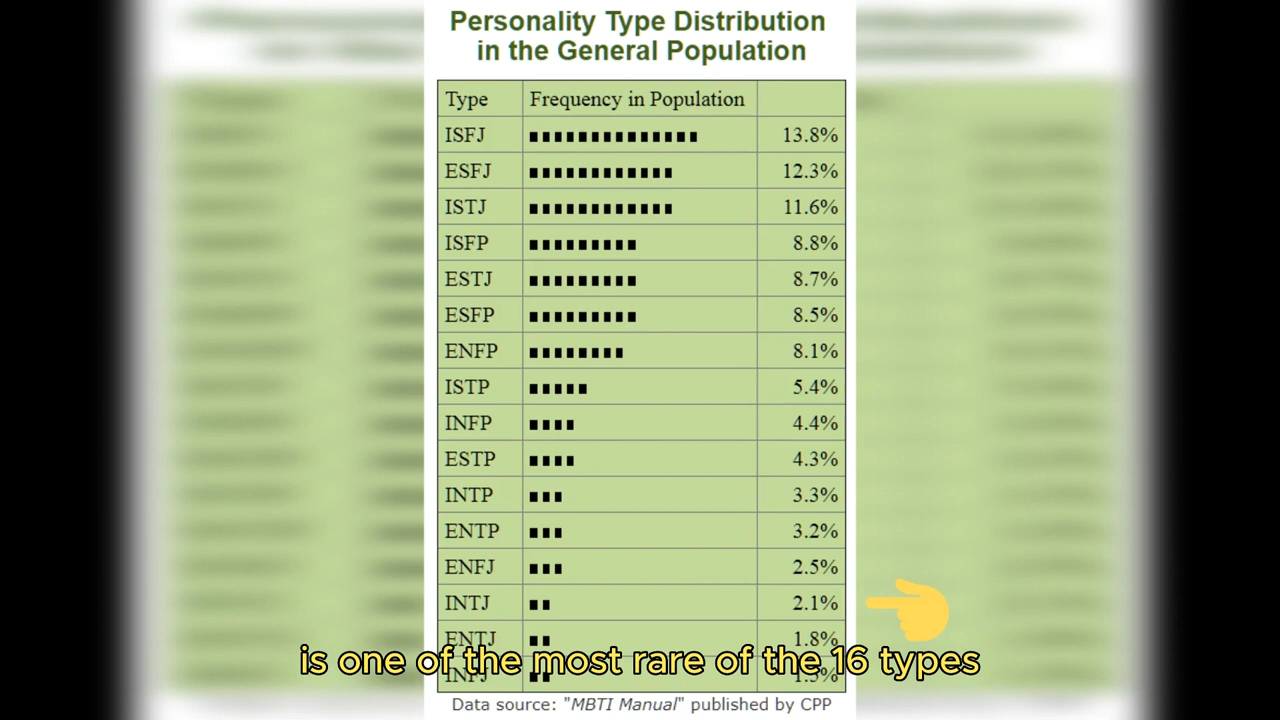 Personality Type Distribution
in the General Population
Type Frequency in Population
ISFJ 13.8%
ESFJ 12.3%
ISTJ 11.6%
ISFP 8.8%
ESTJ 8.7%
ESFP 8.5%
ENFP 8.1%
ISTP 5.4%
INFP 4.4%
ESTP 4.3%
INTP 3.3%
ENTP 3.2%
ENFJ 2.5%
INTJ 2.1%
ENTJ 1.8%
is one of the most rare of the 16 types
INFJ
Data source: "MBTI Manual" published by CPP